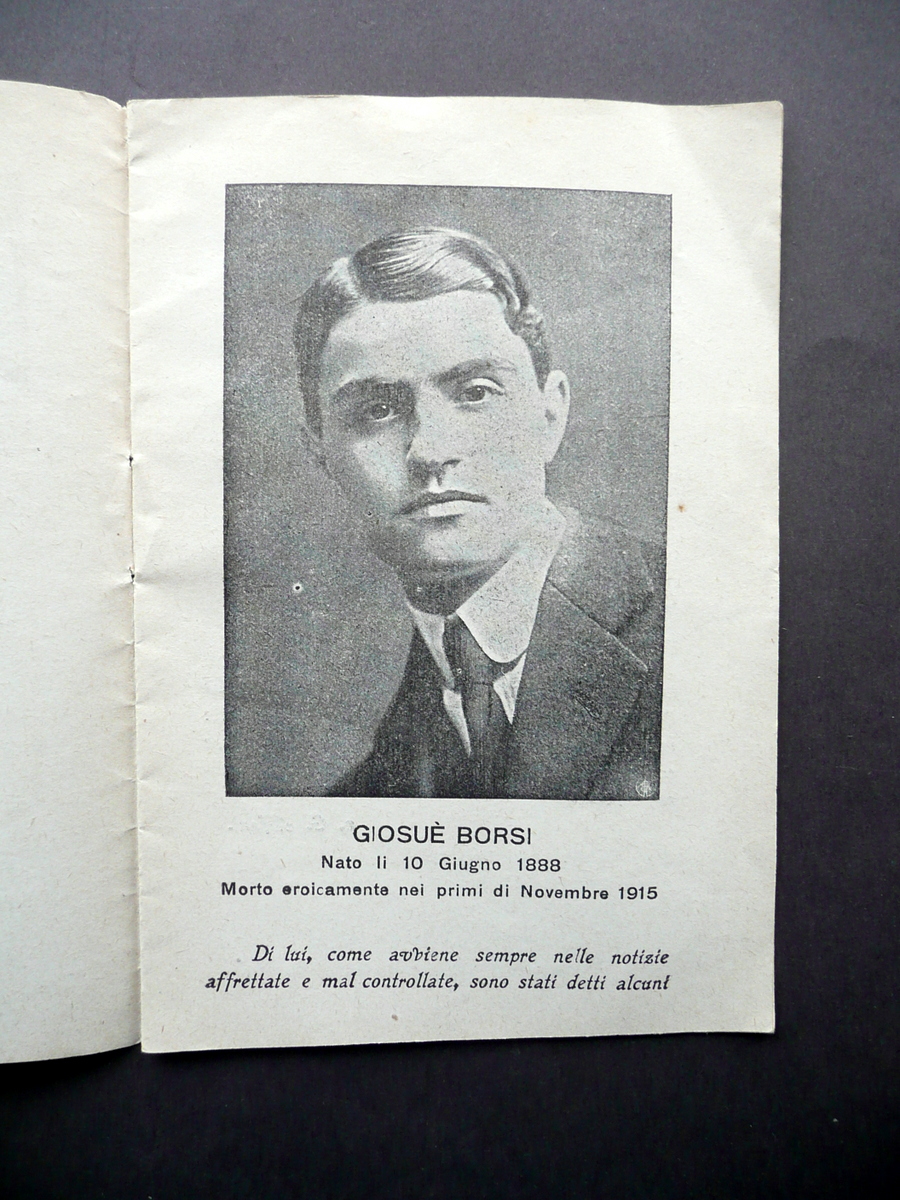 GIOSUÈ BORSI
Nato li 10 Giugno 1888
Morto eroicamente nei primi di Novembre 1915
Di lui, come avviene sempre nelle notizie
affrettate e mal controllate, sono stati detti alcuni